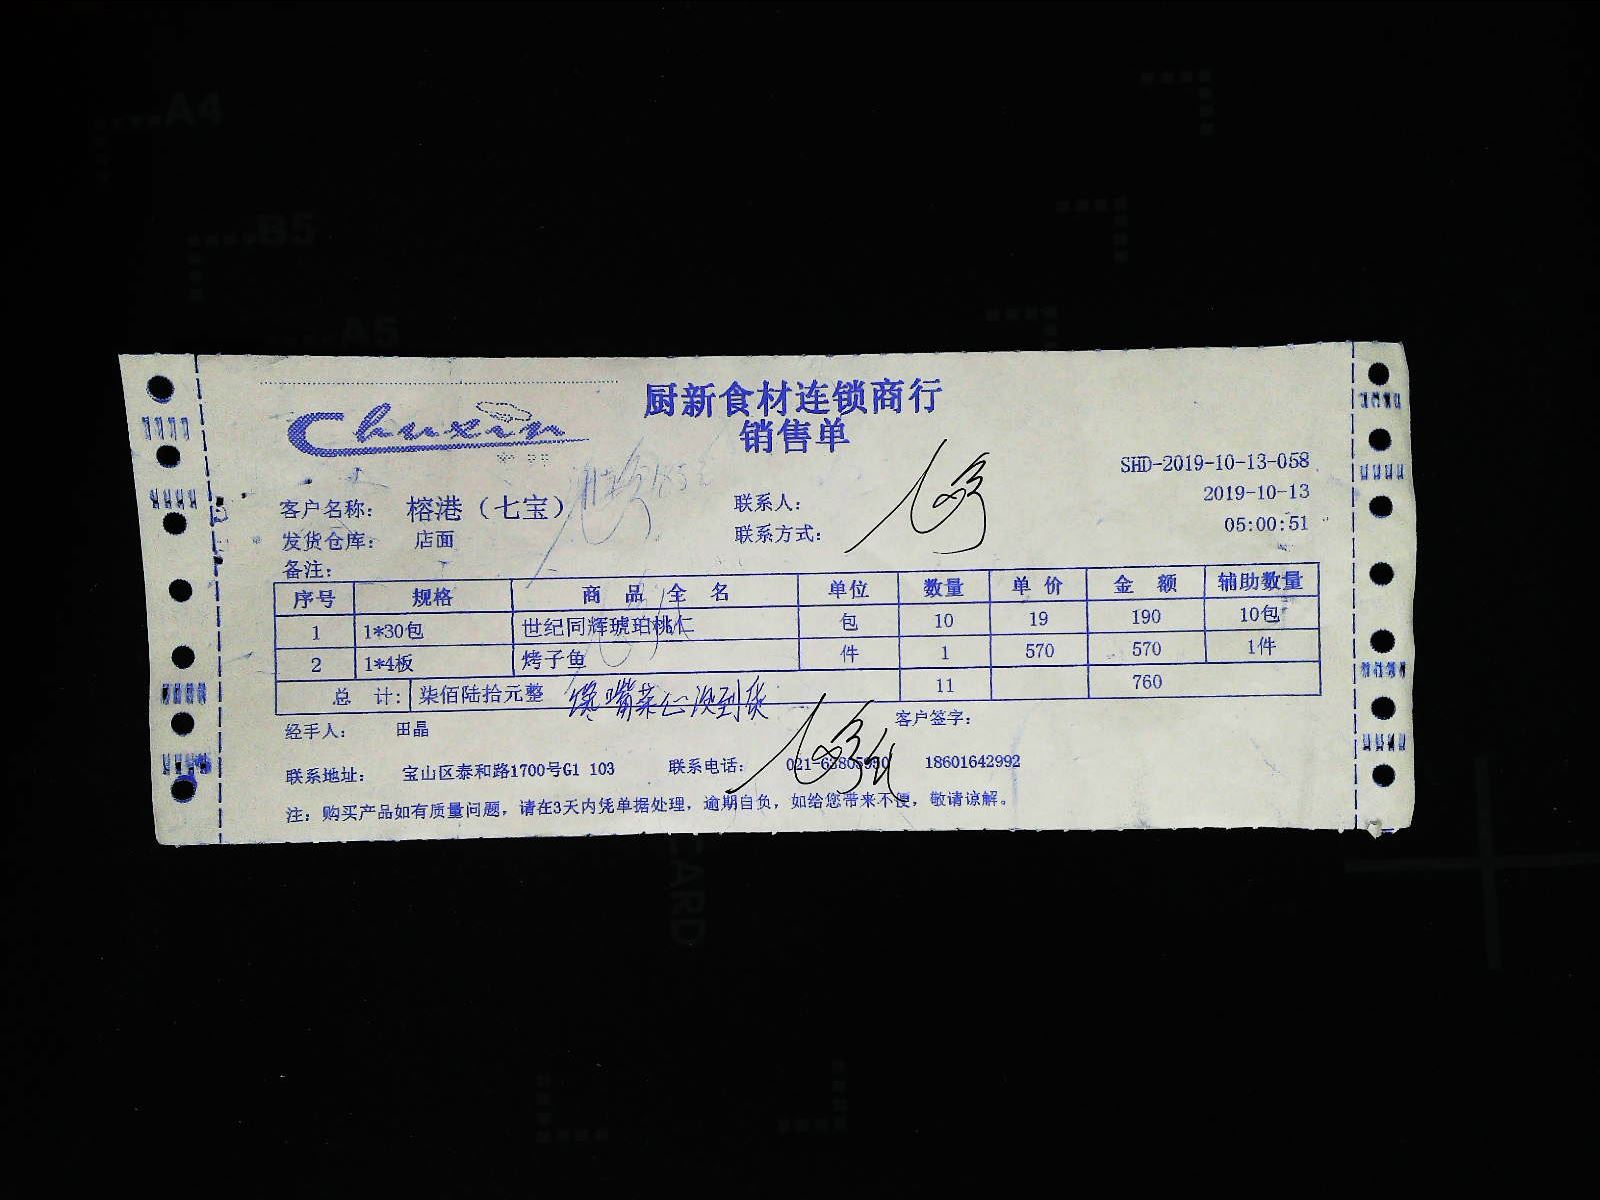 A4
B5
A5
Chuxin
厨新食材连锁商行
销售单
SHD-2019-10-13-058
2019-10-13
05:00:51
客户名称： 榕港（七宝） 联系人：
发货仓库： 店面 联系方式：
备注：
序号 规格 商品全名 单位 数量 单价 金额 辅助数量
1 1*30包 世纪同辉琥珀桃仁 包 10 19 190 10包
2 1*4板 烤子鱼 件 1 570 570 1件
总计： 柒佰陆拾元整 馋嘴菜心没到货 11 760
经手人： 田晶 客户签字：
联系地址： 宝山区泰和路1700号G1 103 联系电话： 18601642992
注：购买产品如有质量问题，请在3天内凭单据处理，逾期自负，如给您带来不便，敬请谅解。
CARD